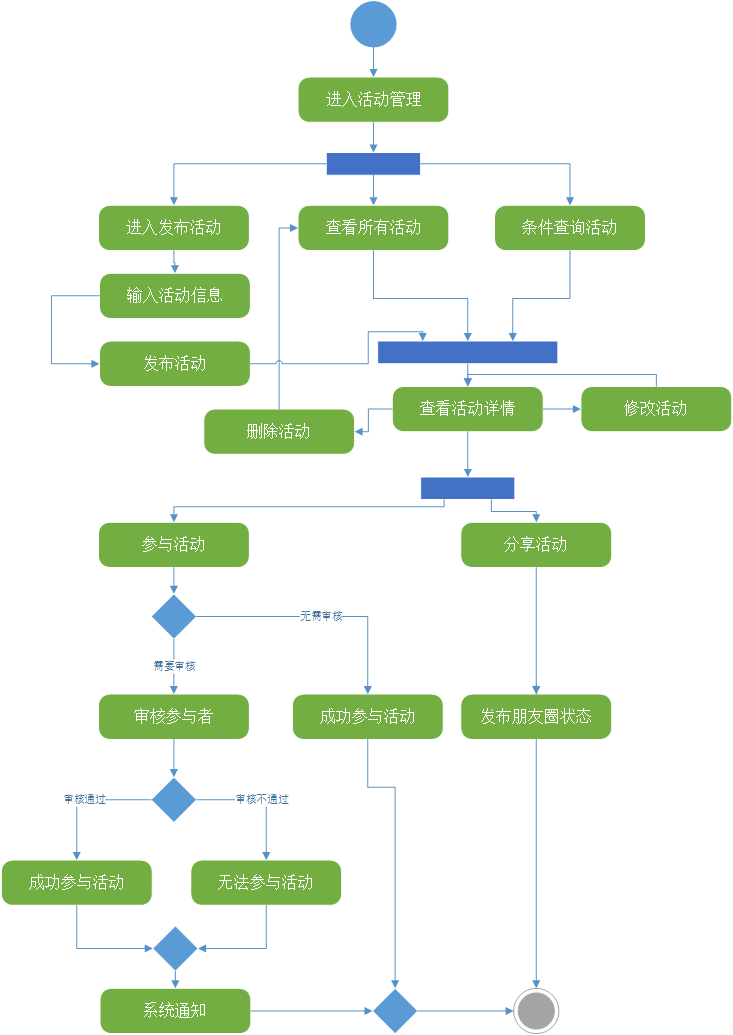 进入活动管理
进入发布活动
查看所有活动
条件查询活动
输入活动信息
发布活动
查看活动详情
修改活动
删除活动
参与活动
分享活动
无需审核
需要审核
审核参与者
成功参与活动
发布朋友圈状态
审核通过
审核不通过
成功参与活动
无法参与活动
系统通知